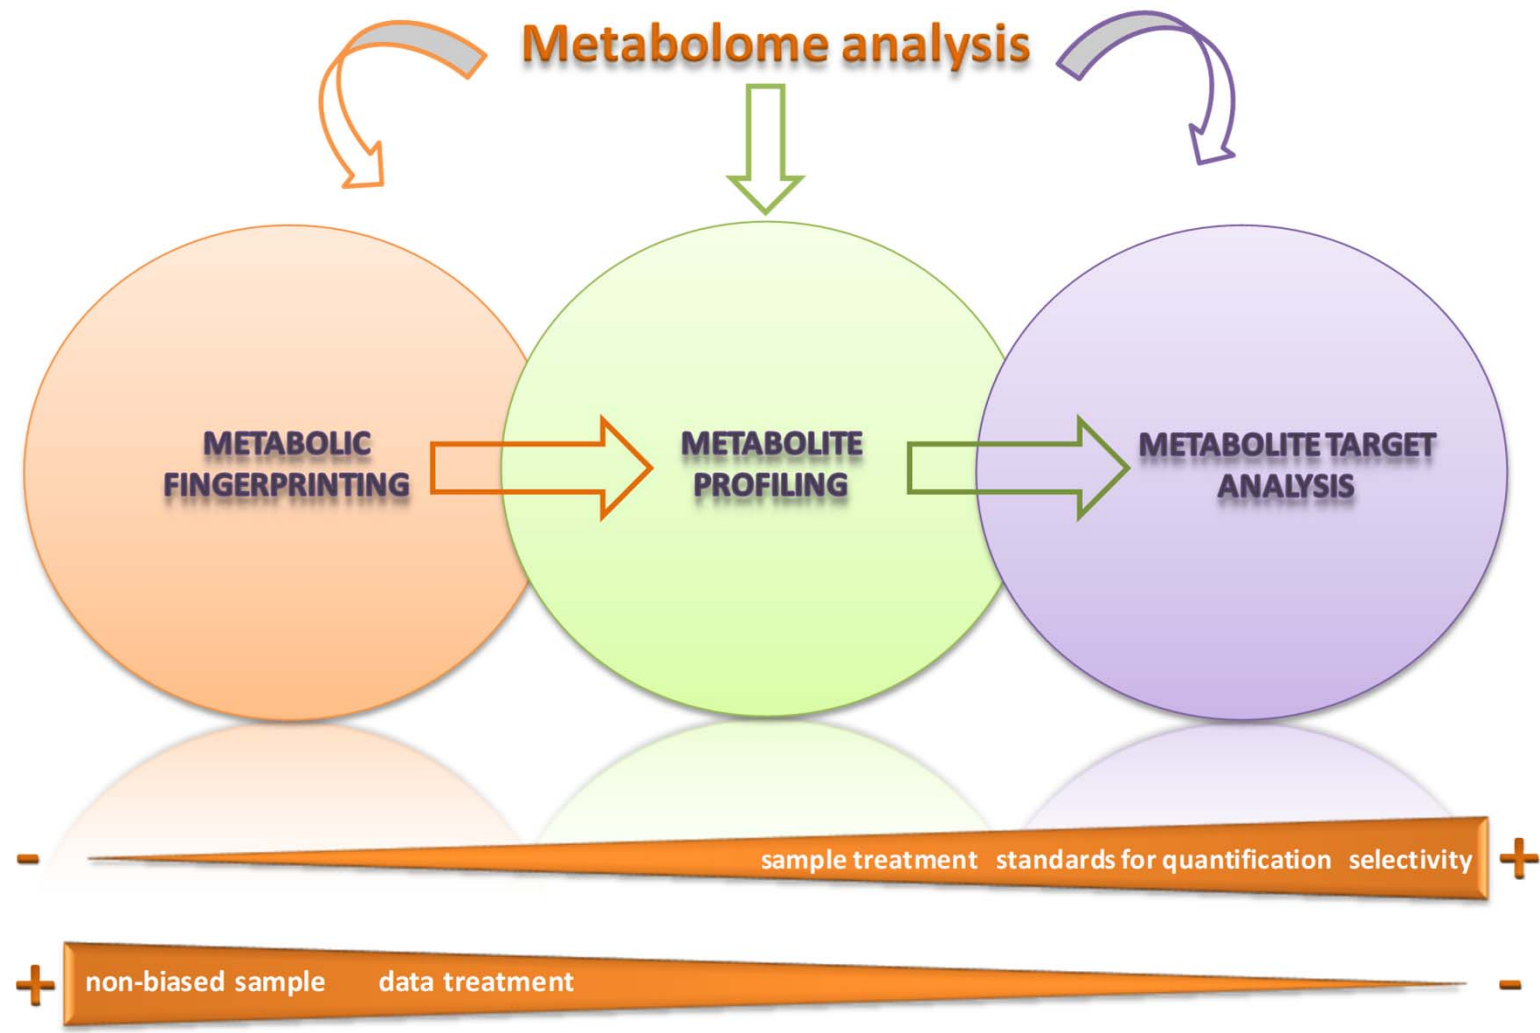 Metabolome analysis
METABOLIC
FINGERPRINTING
METABOLITE
PROFILING
METABOLITE TARGET
ANALYSIS
- sample treatment standards for quantification selectivity +
+ non-biased sample data treatment -